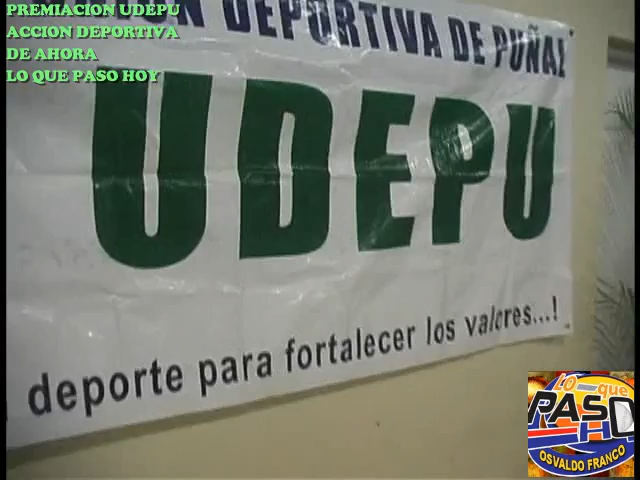 PREMIACION UDEPU
ACCION DEPORTIVA
DE AHORA
LO QUE PASO HOY
DEPORTIVA DE PUÑAL
UDEPU
deporte para fortalecer los valores...!
LO que
PASO
HO
OSVALDO FRANCO